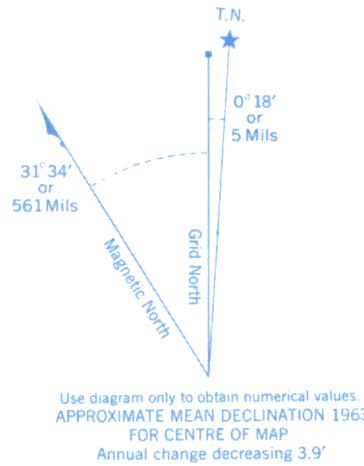 T.N.
0° 18′
or
5 Mils
31° 34′
or
561 Mils
Magnetic North
Grid North
Use diagram only to obtain numerical values.
APPROXIMATE MEAN DECLINATION 1963
FOR CENTRE OF MAP
Annual change decreasing 3.9′